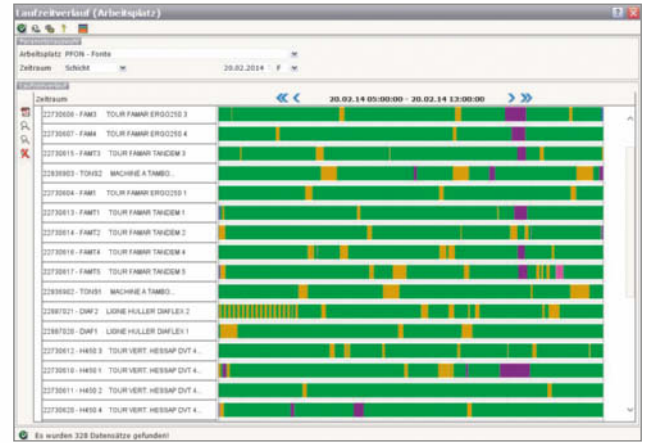 Laufzeitverlauf (Arbeitsplatz)
Arbeitsplatz PFON - Fonte
Zeitraum Schicht 20.02.2014 F
Laufzeitverlauf
Zeitraum 20.02.14 05:00:00 - 20.02.14 13:00:00
22730606 - FAM3 TOUR FAMAR ERGO250 3
22730607 - FAM4 TOUR FAMAR ERGO250 4
22730615 - FAMT3 TOUR FAMAR TANDEM 3
22830903 - TONS2 MACHINE A TAMBO...
22730604 - FAM1 TOUR FAMAR ERGO250 1
22730613 - FAMT1 TOUR FAMAR TANDEM 1
22730614 - FAMT2 TOUR FAMAR TANDEM 2
22730616 - FAMT4 TOUR FAMAR TANDEM 4
22730617 - FAMT5 TOUR FAMAR TANDEM 5
22830902 - TONS1 MACHINE A TAMBO...
22887021 - DIAF2 LIGNE HULLER DIAFLEX 2
22887020 - DIAF1 LIGNE HULLER DIAFLEX 1
22730612 - H450 3 TOUR VERT. HESSAP DVT 4...
22730610 - H450 1 TOUR VERT. HESSAP DVT 4...
22730611 - H450 2 TOUR VERT. HESSAP DVT 4...
22730620 - H450 4 TOUR VERT. HESSAP DVT 4...
Es wurden 328 Datensätze gefunden!